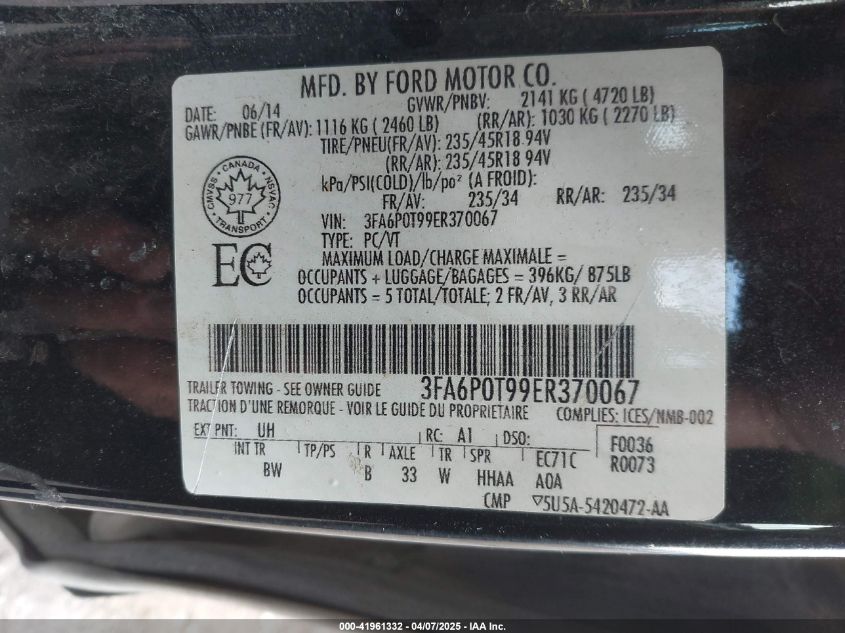 MFD. BY FORD MOTOR CO.
DATE: 06/14 GVWR/PNBV: 2141 KG ( 4720 LB)
GAWR/PNBE (FR/AV): 1116 KG ( 2460 LB) (RR/AR): 1030 KG ( 2270 LB)
TIRE/PNEU(FR/AV): 235/45R18 94V
(RR/AR): 235/45R18 94V
kPa/PSI(COLD)/lb/po² (A FROID):
FR/AV: 235/34 RR/AR: 235/34
CMVSS · CANADA · NSVAC
977
TRANSPORT
VIN: 3FA6P0T99ER370067
TYPE: PC/VT
EC
MAXIMUM LOAD/CHARGE MAXIMALE =
OCCUPANTS + LUGGAGE/BAGAGES = 396KG/ 875LB
OCCUPANTS = 5 TOTAL/TOTALE; 2 FR/AV, 3 RR/AR
TRAILER TOWING - SEE OWNER GUIDE 3FA6P0T99ER370067
TRACTION D'UNE REMORQUE - VOIR LE GUIDE DU PROPRIETAIRE COMPLIES: ICES/NMB-002
EXT PNT: UH RC: A1 DSO: F0036
INT TR TP/PS R AXLE TR SPR EC71C R0073
BW B 33 W HHAA A0A
CMP 5U5A-5420472-AA
000-41961332 - 04/07/2025 - IAA Inc.